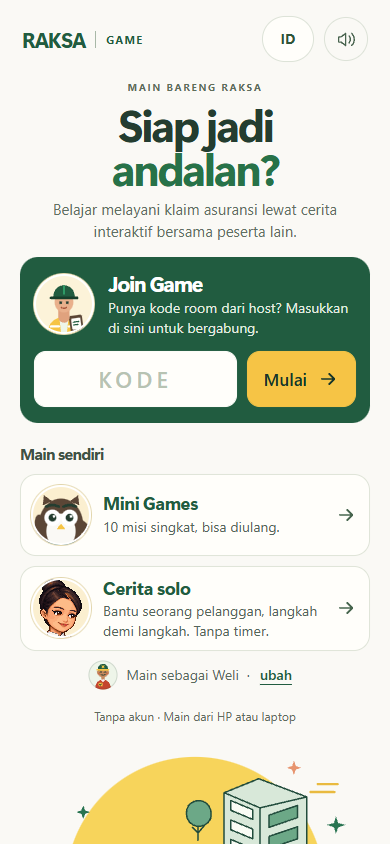 RAKSA | GAME
ID
MAIN BARENG RAKSA
Siap jadi
andalan?
Belajar melayani klaim asuransi lewat cerita
interaktif bersama peserta lain.
Join Game
Punya kode room dari host? Masukkan
di sini untuk bergabung.
KODE
Mulai →
Main sendiri
Mini Games
10 misi singkat, bisa diulang.
Cerita solo
Bantu seorang pelanggan, langkah
demi langkah. Tanpa timer.
Main sebagai Weli · ubah
Tanpa akun · Main dari HP atau laptop